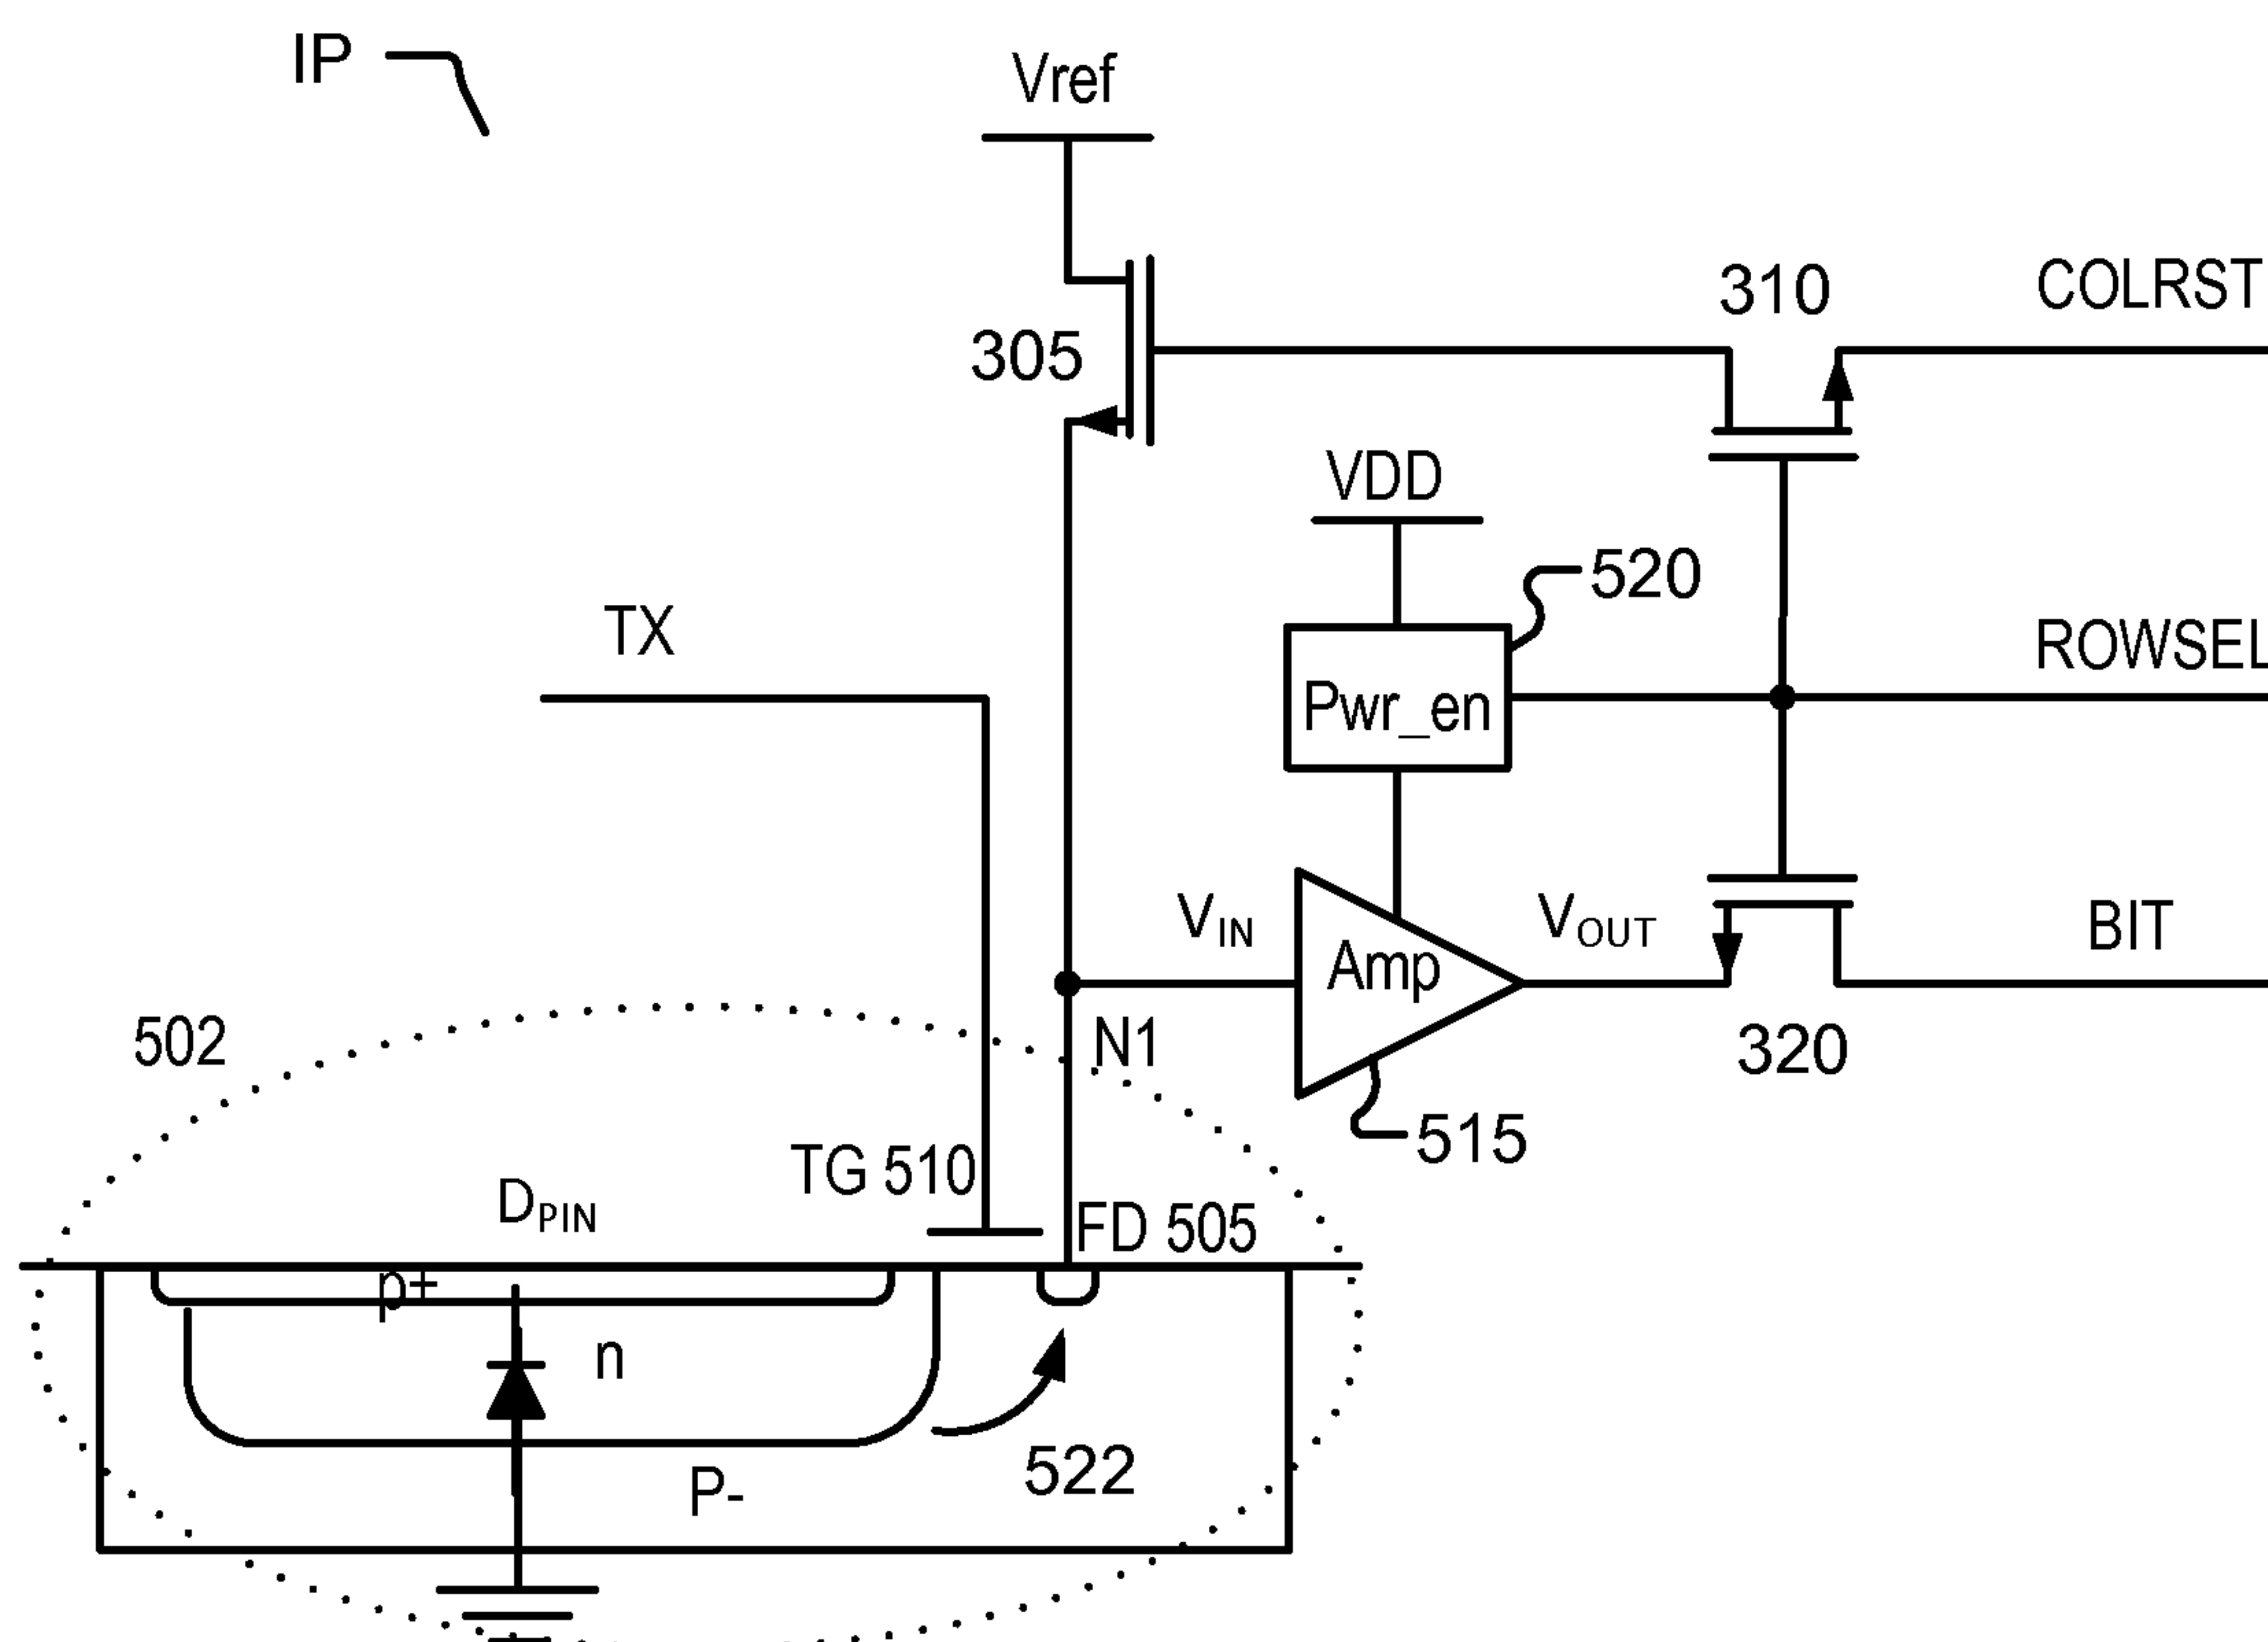 IP
Vref
310
COLRST
305
VDD
520
TX
ROWSEL
Pwr_en
VIN
Amp
VOUT
BIT
502
N1
320
515
TG 510
DPIN
FD 505
p+
n
522
P-